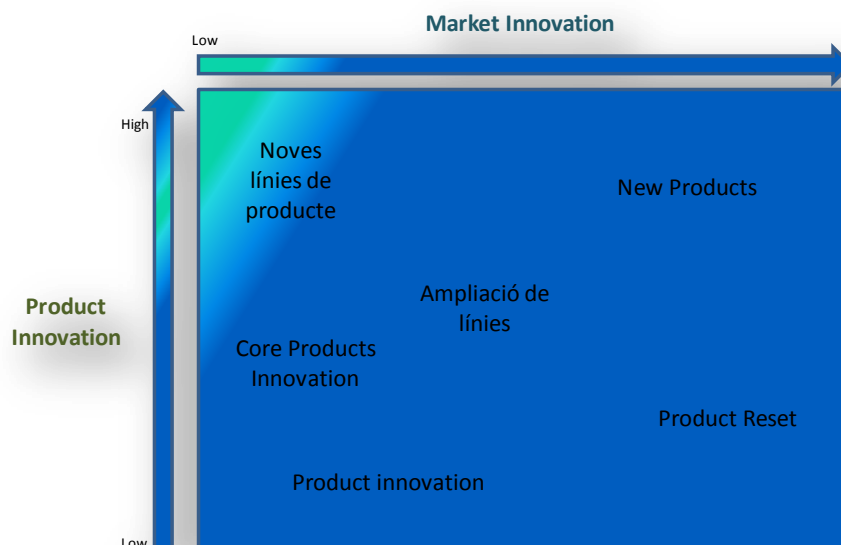 Market Innovation
Low
High
Noves
línies de
producte
New Products
Ampliació de
línies
Product
Innovation
Core Products
Innovation
Product Reset
Product innovation
Low